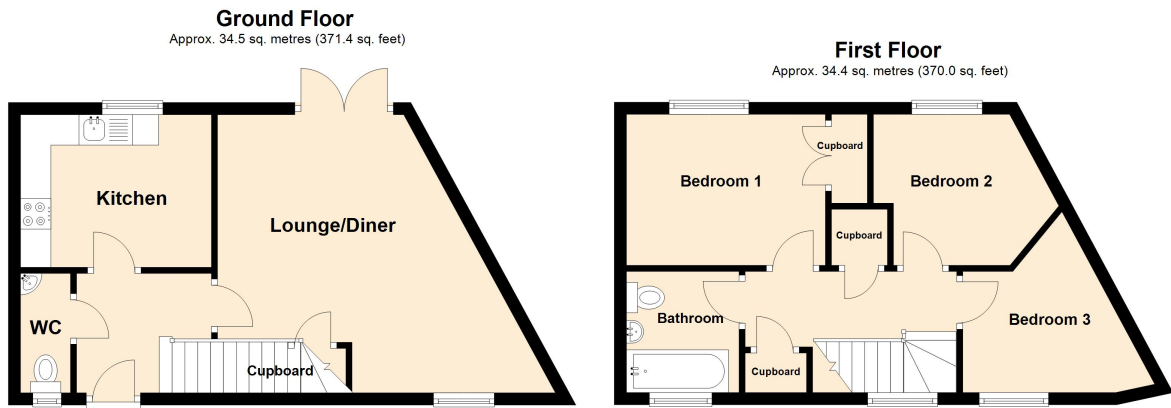 Ground Floor
Approx. 34.5 sq. metres (371.4 sq. feet)
Kitchen
Lounge/Diner
WC
Cupboard
First Floor
Approx. 34.4 sq. metres (370.0 sq. feet)
Cupboard
Bedroom 1
Bedroom 2
Cupboard
Bathroom
Bedroom 3
Cupboard